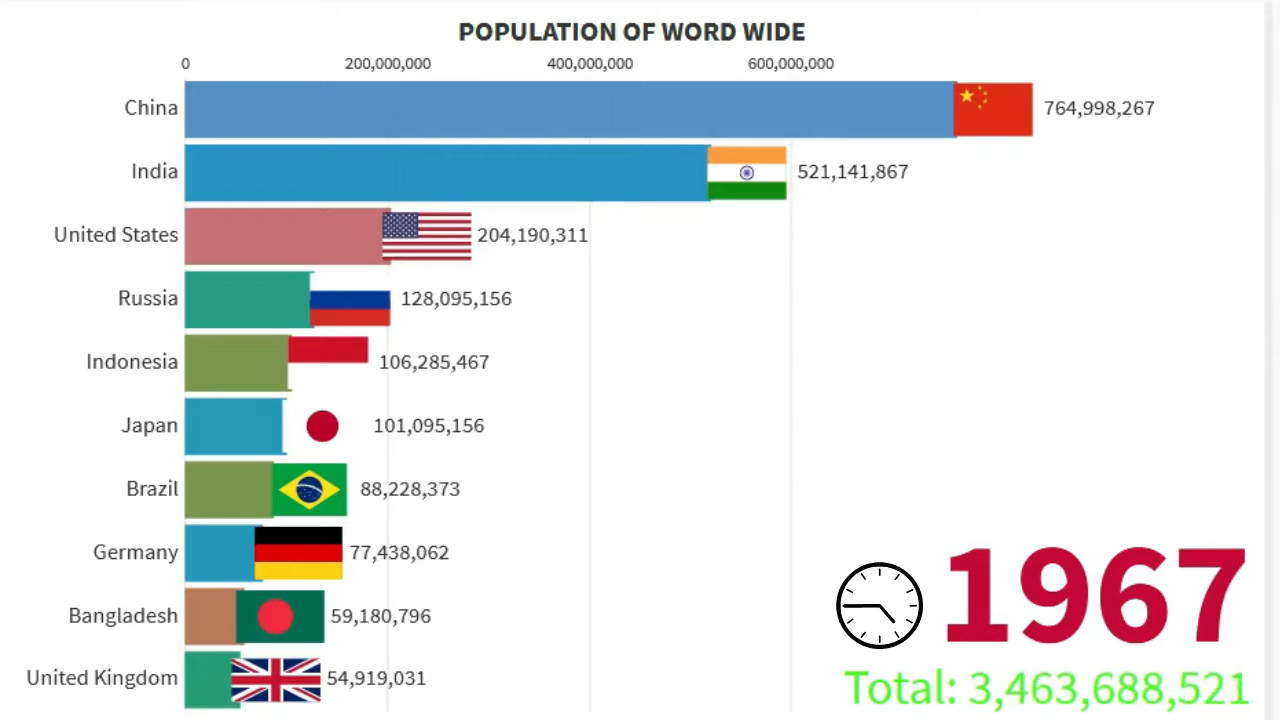 POPULATION OF WORD WIDE
0 200,000,000 400,000,000 600,000,000
China 764,998,267
India 521,141,867
United States 204,190,311
Russia 128,095,156
Indonesia 106,285,467
Japan 101,095,156
Brazil 88,228,373
Germany 77,438,062
Bangladesh 59,180,796
United Kingdom 54,919,031
1967
Total: 3,463,688,521